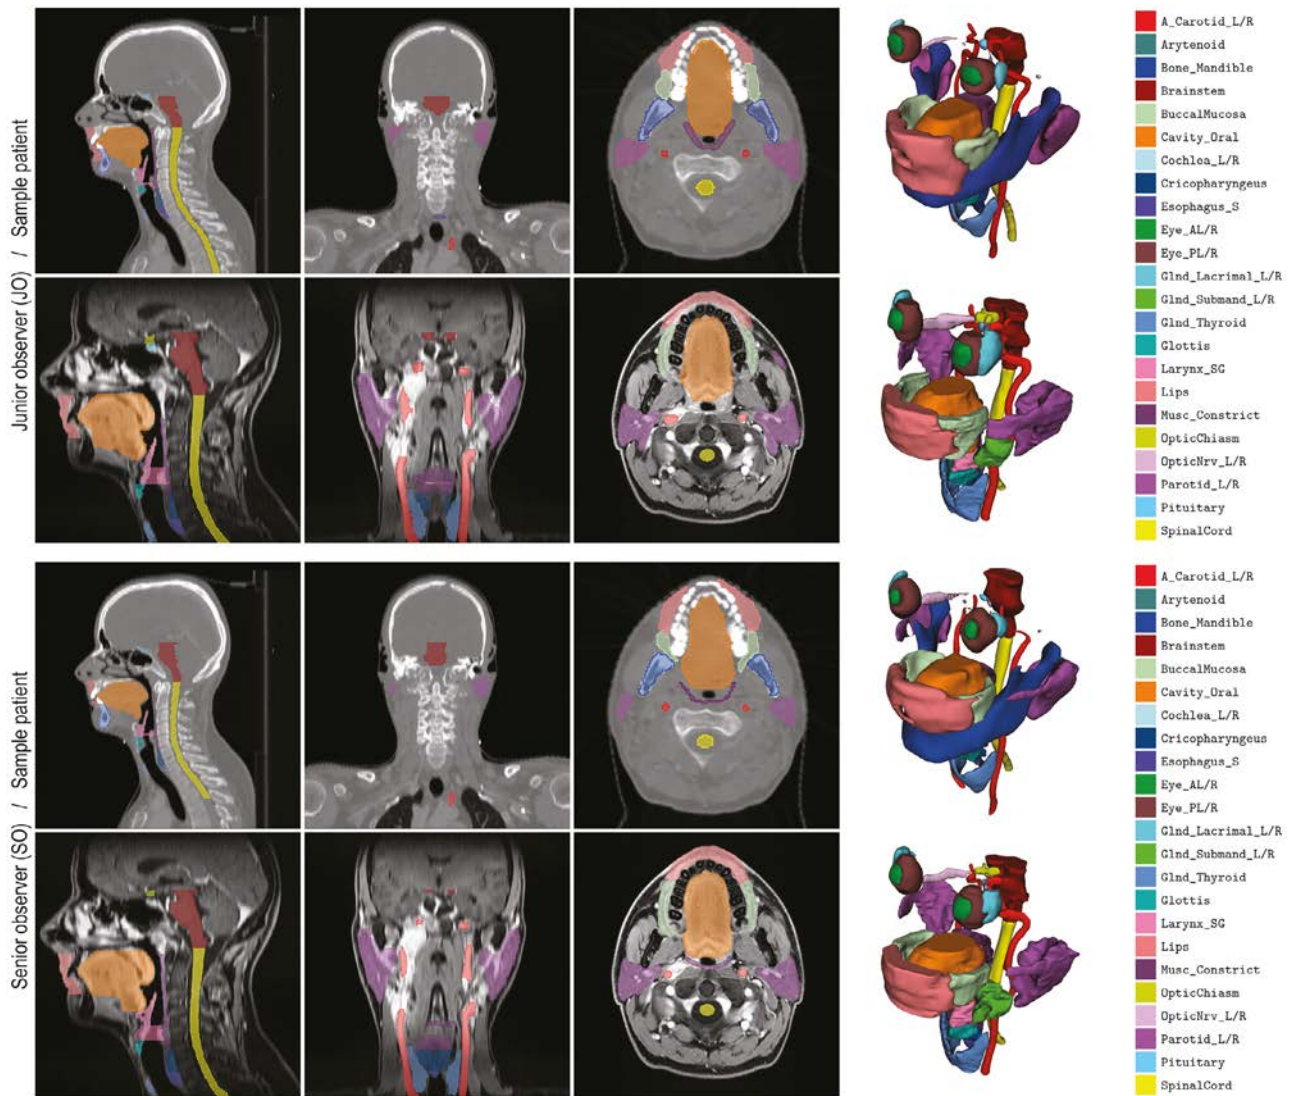 Junior observer (JO) / Sample patient
A_Carotid_L/R
Arytenoid
Bone_Mandible
Brainstem
BuccalMucosa
Cavity_Oral
Cochlea_L/R
Cricopharyngeus
Esophagus_S
Eye_AL/R
Eye_PL/R
Glnd_Lacrimal_L/R
Glnd_Submand_L/R
Glnd_Thyroid
Glottis
Larynx_SG
Lips
Musc_Constrict
OpticChiasm
OpticNrv_L/R
Parotid_L/R
Pituitary
SpinalCord
Senior observer (SO) / Sample patient
A_Carotid_L/R
Arytenoid
Bone_Mandible
Brainstem
BuccalMucosa
Cavity_Oral
Cochlea_L/R
Cricopharyngeus
Esophagus_S
Eye_AL/R
Eye_PL/R
Glnd_Lacrimal_L/R
Glnd_Submand_L/R
Glnd_Thyroid
Glottis
Larynx_SG
Lips
Musc_Constrict
OpticChiasm
OpticNrv_L/R
Parotid_L/R
Pituitary
SpinalCord